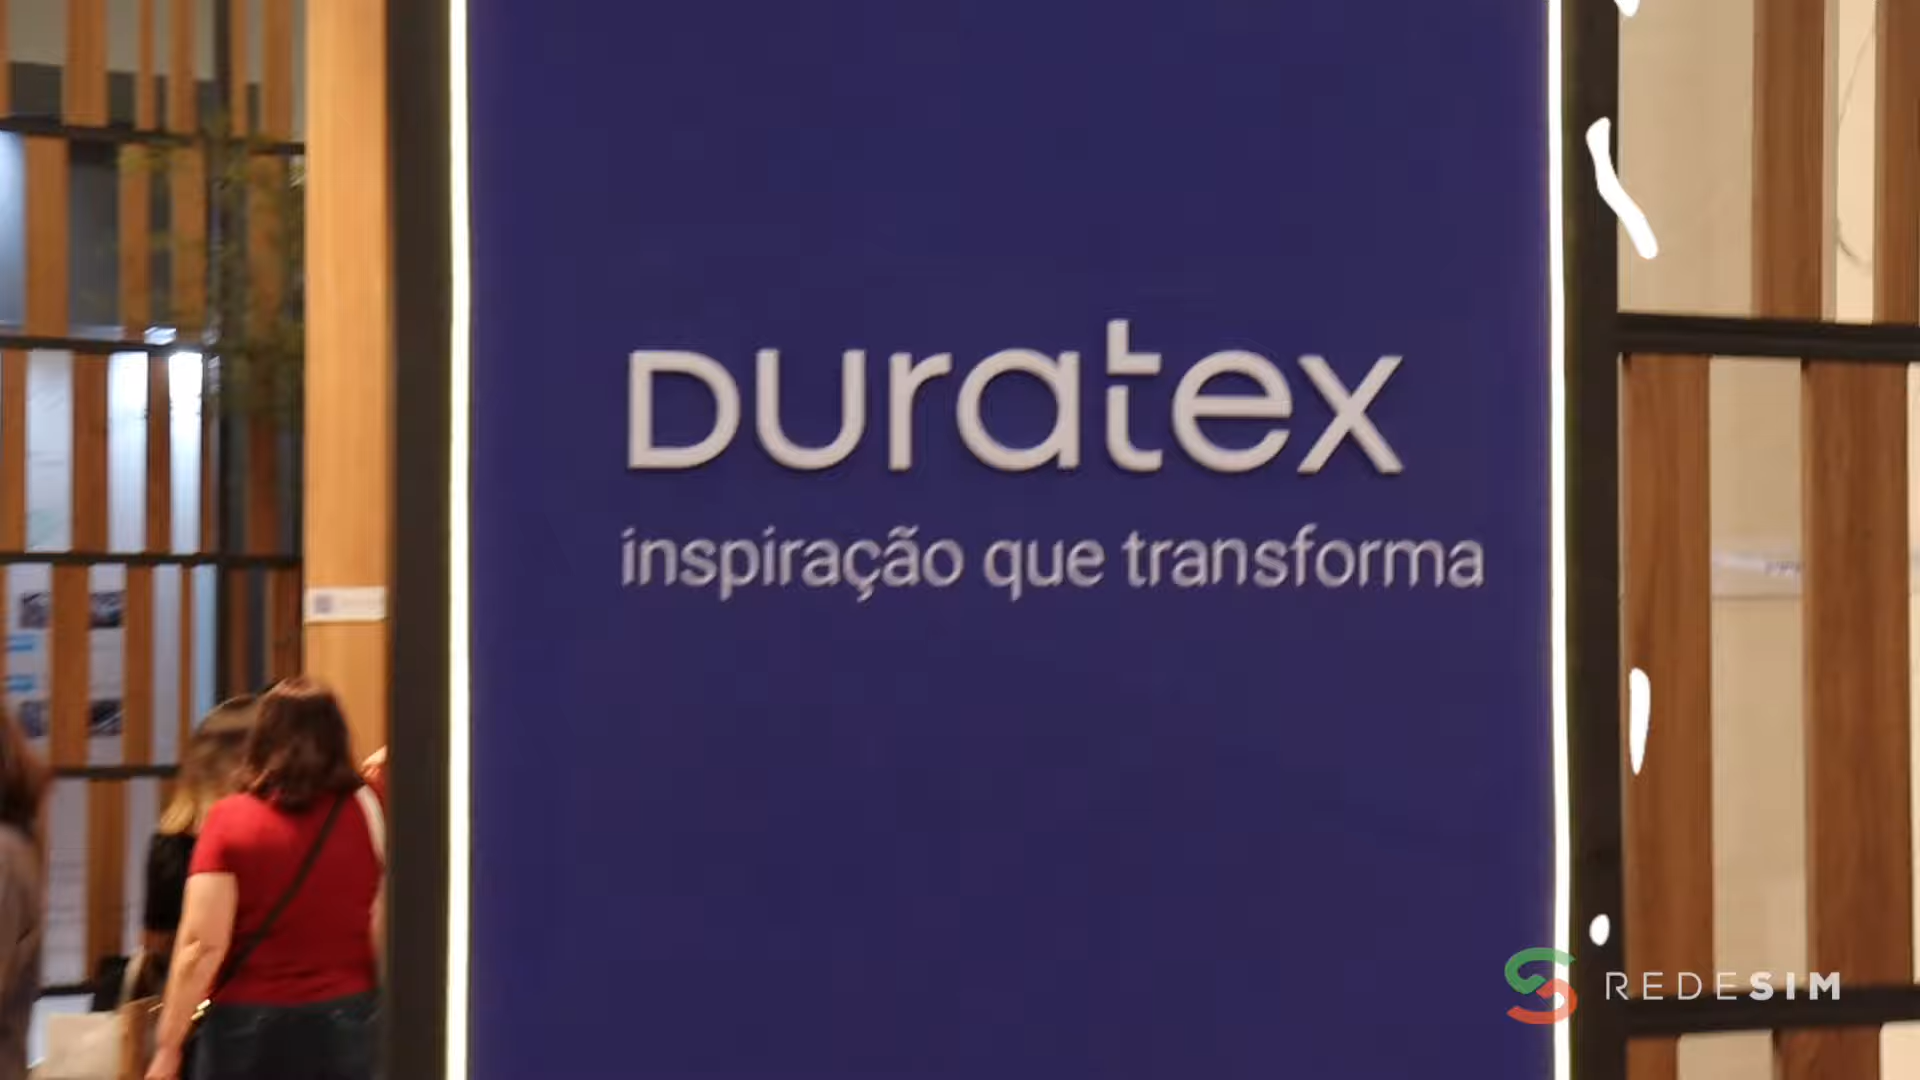 Duratex
inspiração que transforma
REDESIM